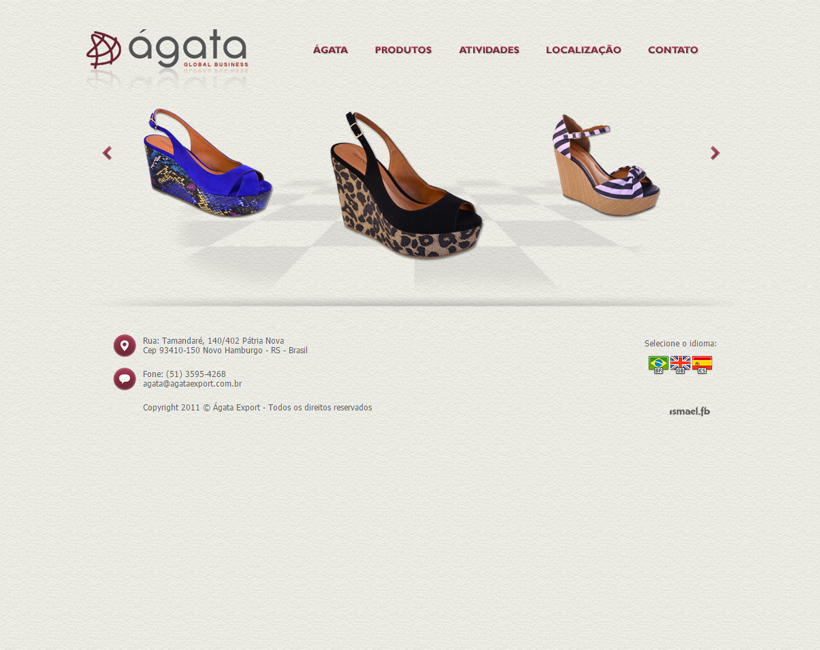 ágata
GLOBAL BUSINESS
ÁGATA
PRODUTOS
ATIVIDADES
LOCALIZAÇÃO
CONTATO
Rua: Tamandaré, 140/402 Pátria Nova
Cep 93410-150 Novo Hamburgo - RS - Brasil
Selecione o idioma:
Fone: (51) 3595-4268
agata@agataexport.com.br
Copyright 2011 © Ágata Export - Todos os direitos reservados
ismael.fb